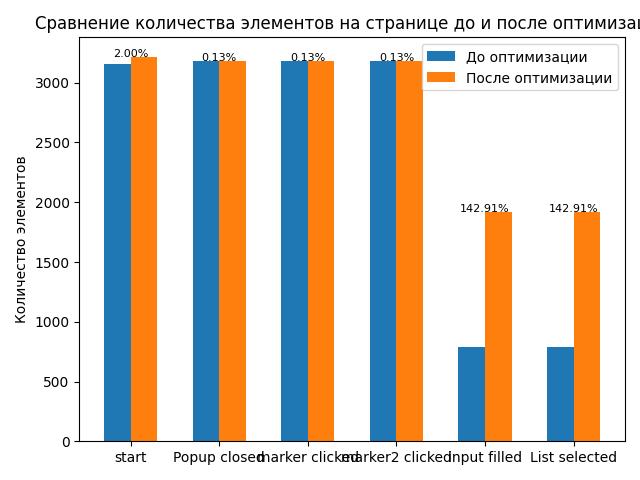 Сравнение количества элементов на странице до и после оптимизац
До оптимизации
После оптимизации
Количество элементов
3000
2500
2000
1500
1000
500
0
2.00%
0.13%
0.13%
0.13%
142.91%
142.91%
start
Popup closed
marker clicked
marker2 clicked
Input filled
List selected